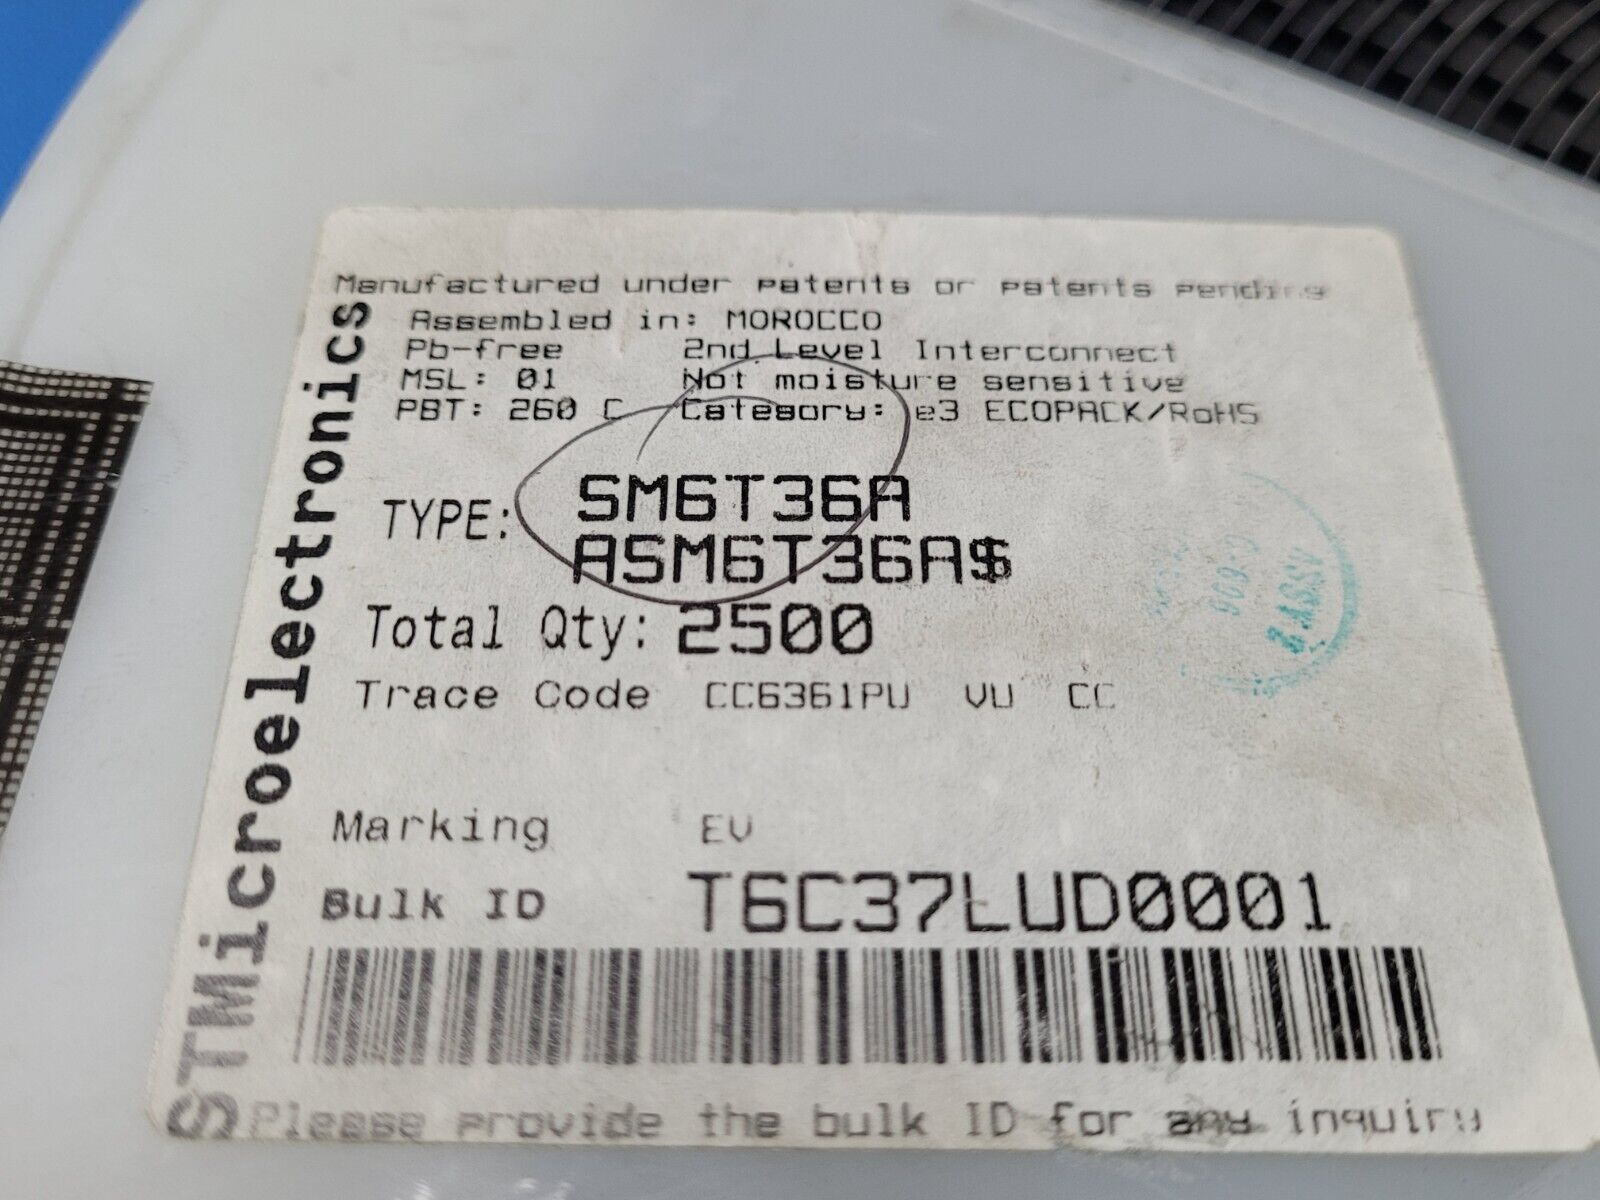 Manufactured under patents or patents pending
STMicroelectronics
Assembled in: MOROCCO
Pb-free 2nd Level Interconnect
MSL: 01 Not moisture sensitive
PBT: 260 C Category: e3 ECOPACK/RoHS
TYPE: SM6T36A
ASM6T36A$
Total Qty: 2500
Trace Code CC6361PU VU CC
Marking EV
Bulk ID T6C37LUD0001
Please provide the bulk ID for any inquiry